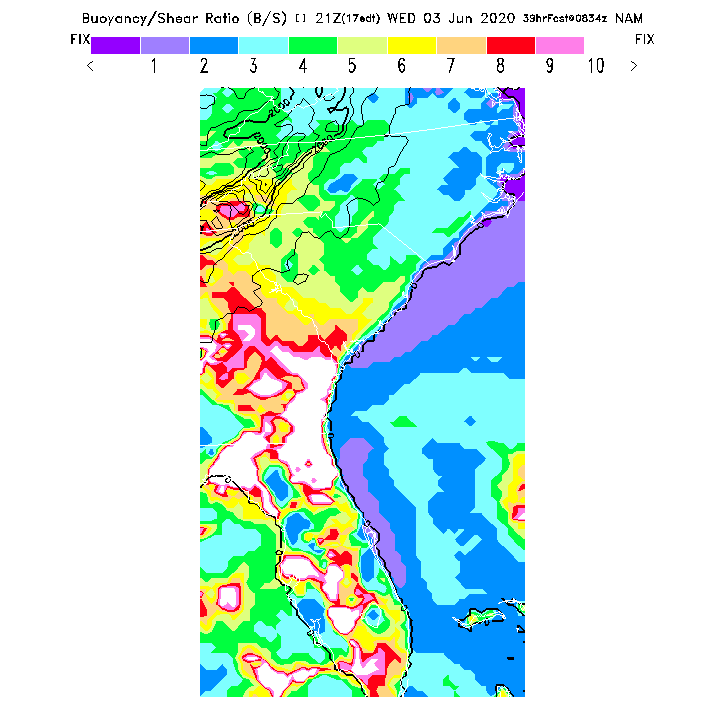 Buoyancy/Shear Ratio (B/S) [] 21Z(17edt) WED 03 Jun 2020 39hrFcst@0834z NAM
FIX FIX
< 1 2 3 4 5 6 7 8 9 10 >
2000